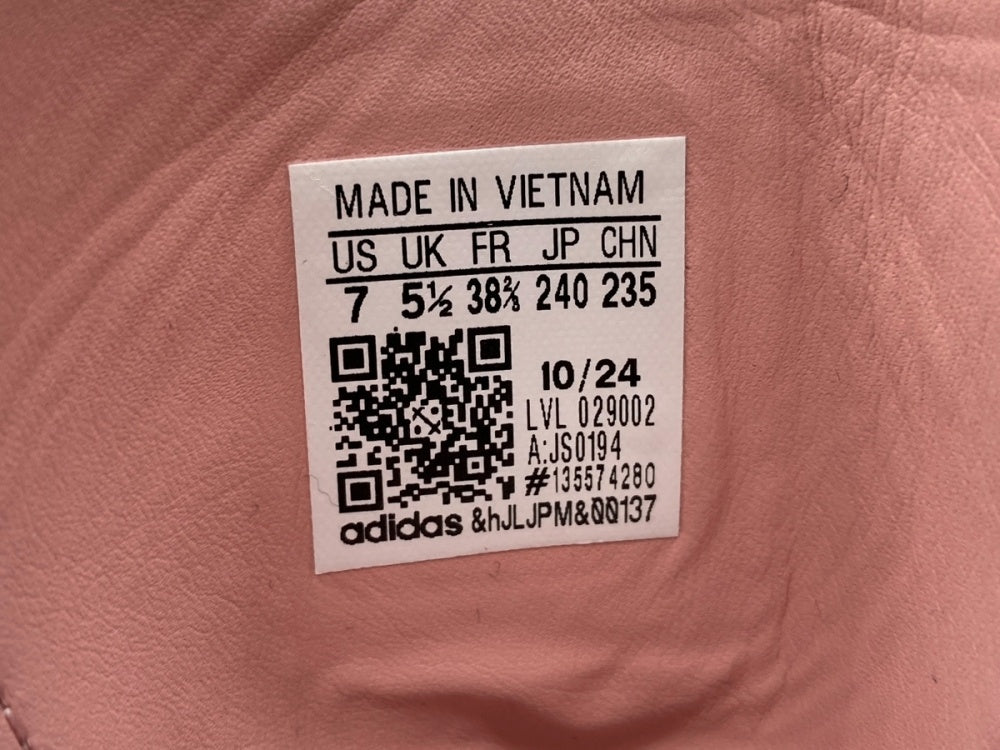 MADE IN VIETNAM
US UK FR JP CHN
7 5½ 38⅔ 240 235
10/24
LVL 029002
A:JS0194
#135574280
adidas &hJLJPM&00137